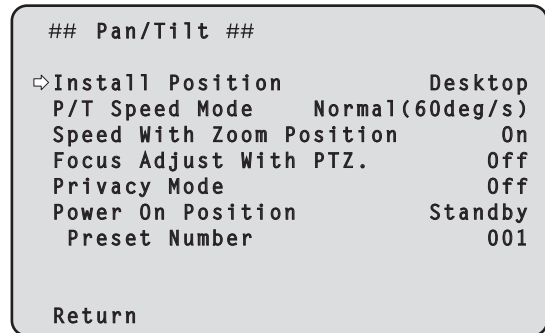 ## Pan/Tilt ##
⇨Install Position Desktop
P/T Speed Mode Normal(60deg/s)
Speed With Zoom Position On
Focus Adjust With PTZ. Off
Privacy Mode Off
Power On Position Standby
Preset Number 001
Return